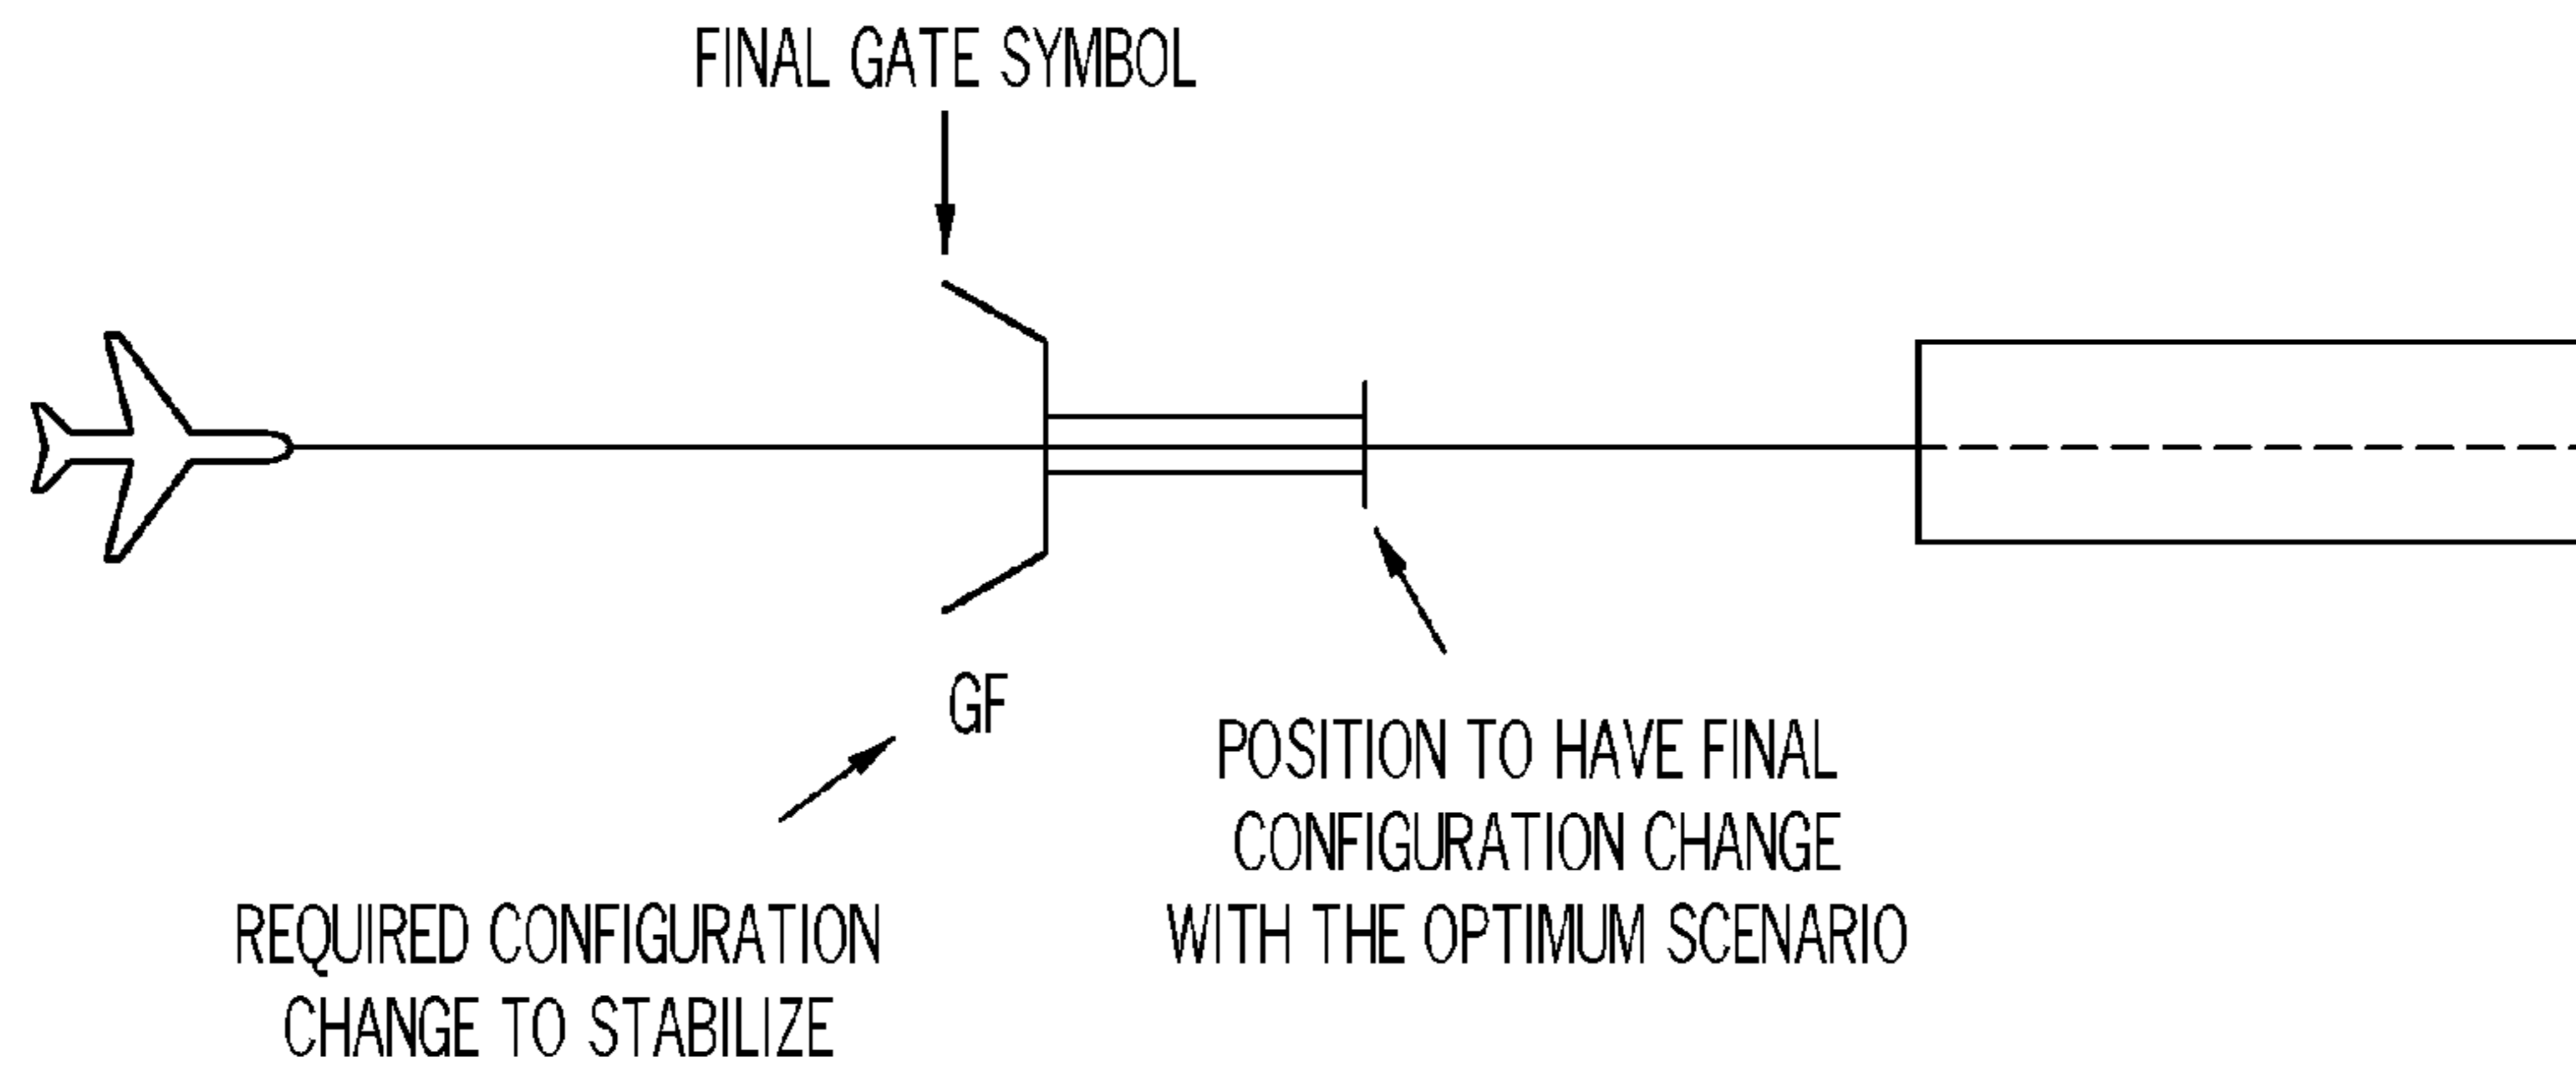 FINAL GATE SYMBOL
GF
POSITION TO HAVE FINAL
CONFIGURATION CHANGE
WITH THE OPTIMUM SCENARIO
REQUIRED CONFIGURATION
CHANGE TO STABILIZE